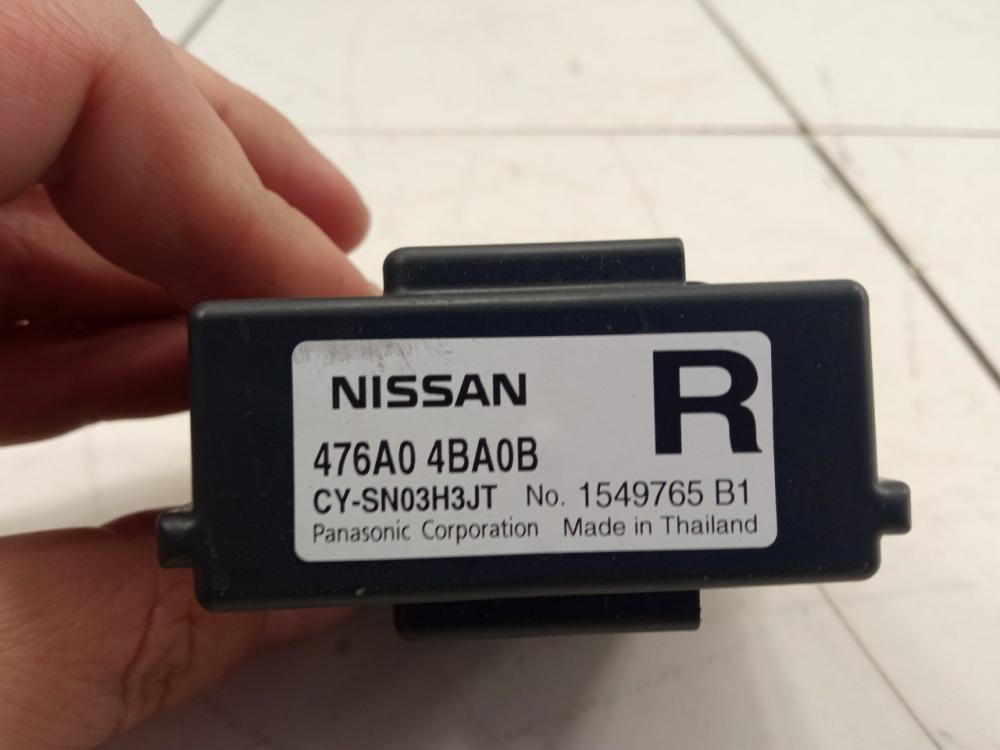 NISSAN
R
476A0 4BA0B
CY-SN03H3JT No. 1549765 B1
Panasonic Corporation Made in Thailand